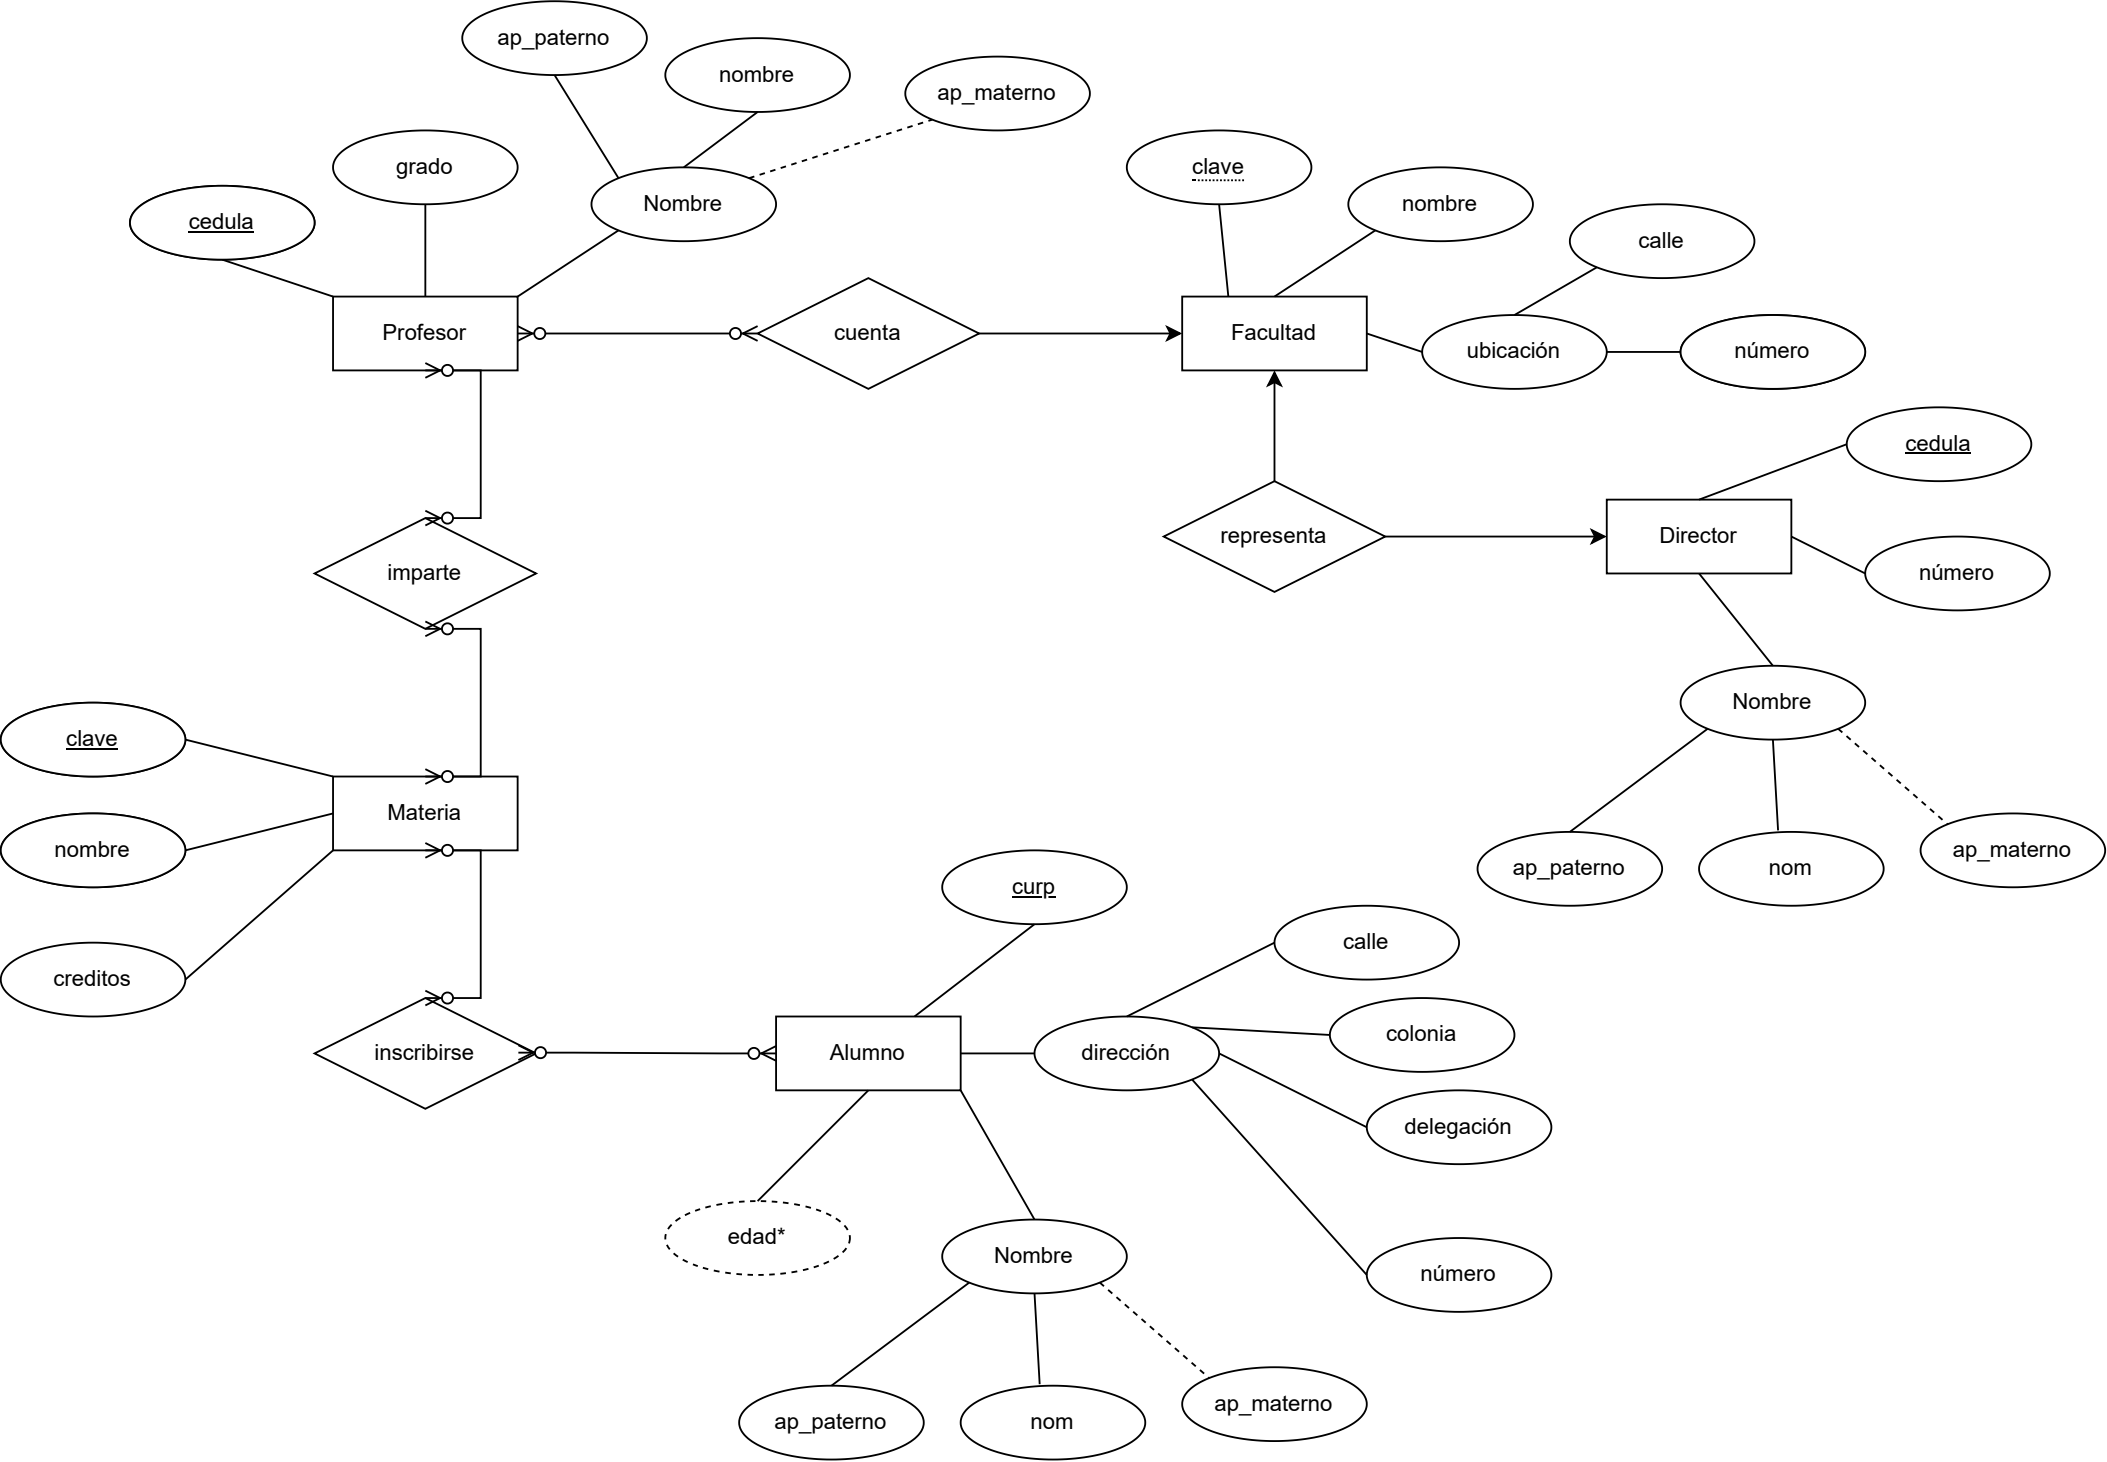 ap_paterno
nombre
ap_materno
grado
clave
cedula
Nombre
nombre
calle
Profesor
cuenta
Facultad
ubicación
número
cedula
representa
Director
imparte
número
Nombre
clave
Materia
nombre
ap_paterno
nom
ap_materno
curp
calle
creditos
colonia
inscribirse
Alumno
dirección
delegación
edad*
Nombre
número
ap_paterno
nom
ap_materno